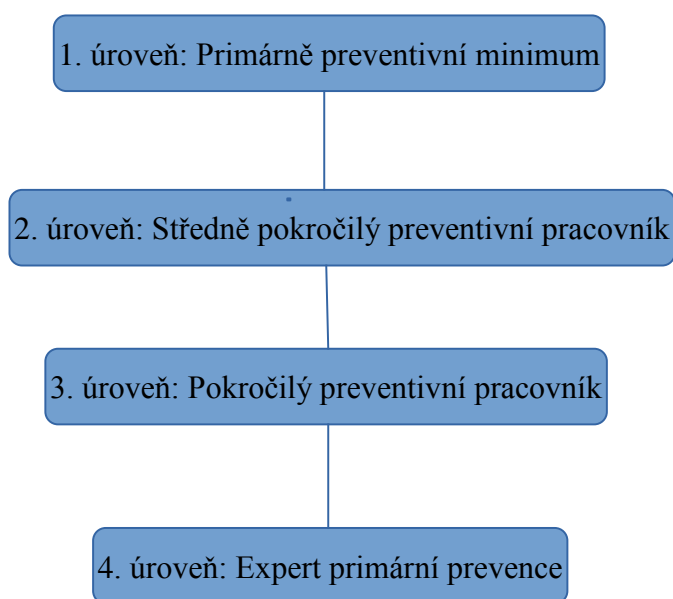 1. úroveň: Primárně preventivní minimum
2. úroveň: Středně pokročilý preventivní pracovník
3. úroveň: Pokročilý preventivní pracovník
4. úroveň: Expert primární prevence